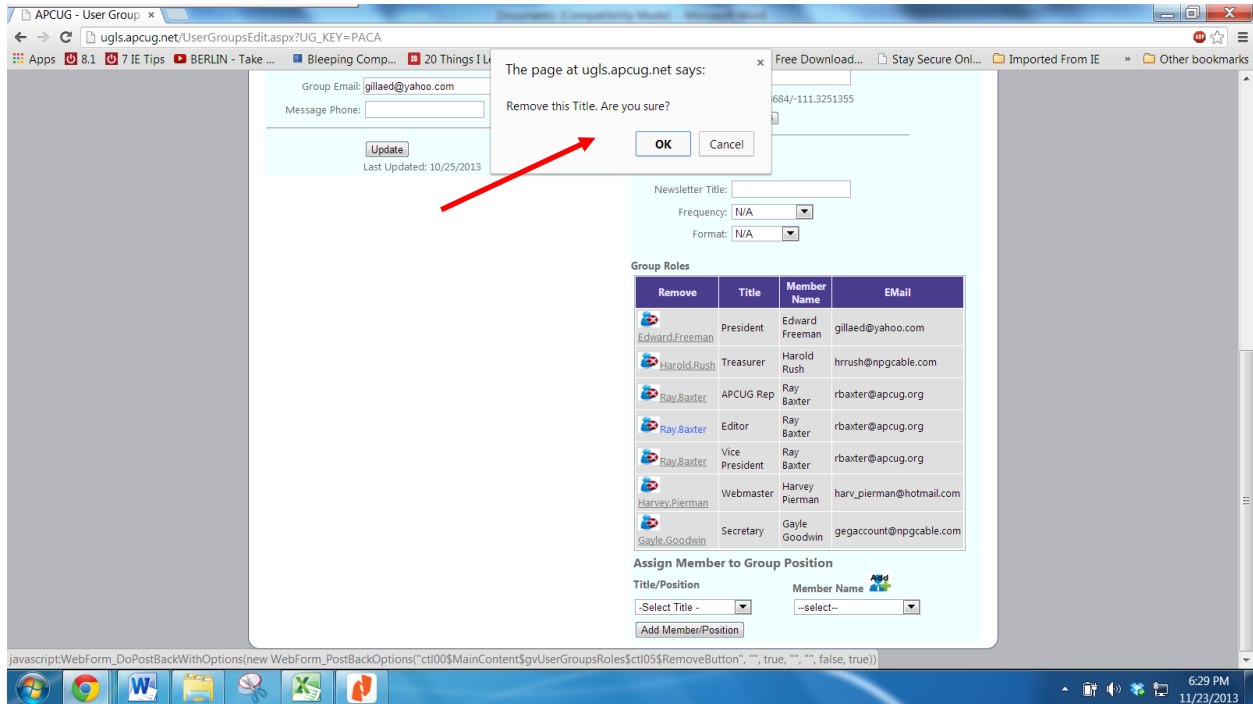 APCUG - User Group ×
Document1 [Compatibility Mode] - Microsoft Word
ugls.apcug.net/UserGroupsEdit.aspx?UG_KEY=PACA
Apps 8.1 7 IE Tips BERLIN - Take ... Bleeping Comp... 20 Things I Le Free Download... Stay Secure Onl... Imported From IE » Other bookmarks
The page at ugls.apcug.net says:
Remove this Title. Are you sure?
OK Cancel
Group Email: gillaed@yahoo.com
684/-111.3251355
Message Phone:
Update
Last Updated: 10/25/2013
Newsletter Title:
Frequency: N/A
Format: N/A
Group Roles
Remove Title Member Name EMail
Edward.Freeman President Edward Freeman gillaed@yahoo.com
Harold.Rush Treasurer Harold Rush hrrush@npgcable.com
Ray.Baxter APCUG Rep Ray Baxter rbaxter@apcug.org
Ray.Baxter Editor Ray Baxter rbaxter@apcug.org
Ray.Baxter Vice President Ray Baxter rbaxter@apcug.org
Harvey.Pierman Webmaster Harvey Pierman harv_pierman@hotmail.com
Gayle.Goodwin Secretary Gayle Goodwin gegaccount@npgcable.com
Assign Member to Group Position
Title/Position Member Name Add
-Select Title - --select--
Add Member/Position
javascript:WebForm_DoPostBackWithOptions(new WebForm_PostBackOptions("ctl00$MainContent$gvUserGroupsRoles$ctl05$RemoveButton", "", true, "", "", false, true))
6:29 PM
11/23/2013